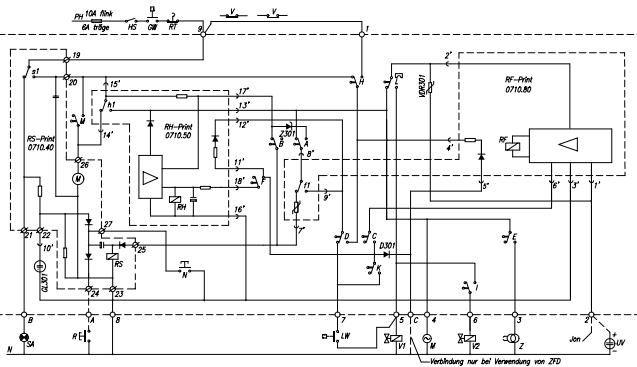 PH 10A flink
6A träge
HS GW RT
V V
9 1
19
s1
20
15'
M
h1
14'
RS-Print
0710.40
26
M
RH-Print
0710.50
RH
17'
13'
12'
11'
18'
16'
Z301
B A
8'
F
f1
9'
7'
H
L
VDR301
2'
4'
5'
RF-Print
0710.80
RF
6' 3' 1'
21 22
10'
GL301
27
25
RS
24 23
N
D C
K
D301
E
I
B A 8 7 5 C 4 6 3 2
SA
R
LW
V1
M
V2
Z
Jon
UV
+
-
N
Verbindung nur bei Verwendung von ZFD